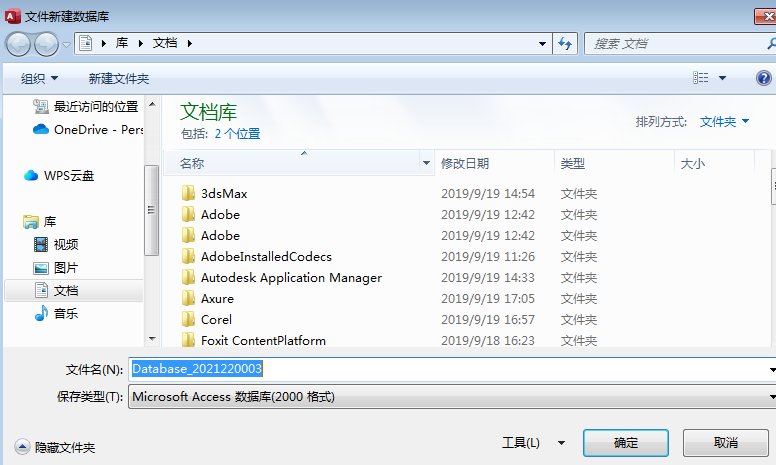 文件新建数据库
库 文档 搜索 文档
组织 新建文件夹
最近访问的位置
OneDrive - Pers
WPS云盘
库
视频
图片
文档
音乐
文档库
包括: 2 个位置
排列方式: 文件夹
名称 修改日期 类型 大小
3dsMax 2019/9/19 14:54 文件夹
Adobe 2019/9/19 12:42 文件夹
Adobe 2019/9/19 12:42 文件夹
AdobeInstalledCodecs 2019/9/19 11:26 文件夹
Autodesk Application Manager 2019/9/19 14:33 文件夹
Axure 2019/9/19 17:05 文件夹
Corel 2019/9/19 16:57 文件夹
Foxit ContentPlatform 2019/9/18 16:23 文件夹
文件名(N): Database_2021220003
保存类型(T): Microsoft Access 数据库(2000 格式)
隐藏文件夹 工具(L) 确定 取消